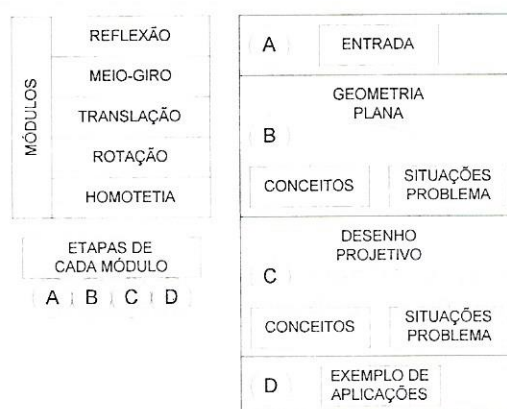 MÓDULOS
REFLEXÃO
MEIO-GIRO
TRANSLAÇÃO
ROTAÇÃO
HOMOTETIA
ETAPAS DE
CADA MÓDULO
A B C D
A
ENTRADA
B
GEOMETRIA
PLANA
CONCEITOS
SITUAÇÕES
PROBLEMA
C
DESENHO
PROJETIVO
CONCEITOS
SITUAÇÕES
PROBLEMA
D
EXEMPLO DE
APLICAÇÕES